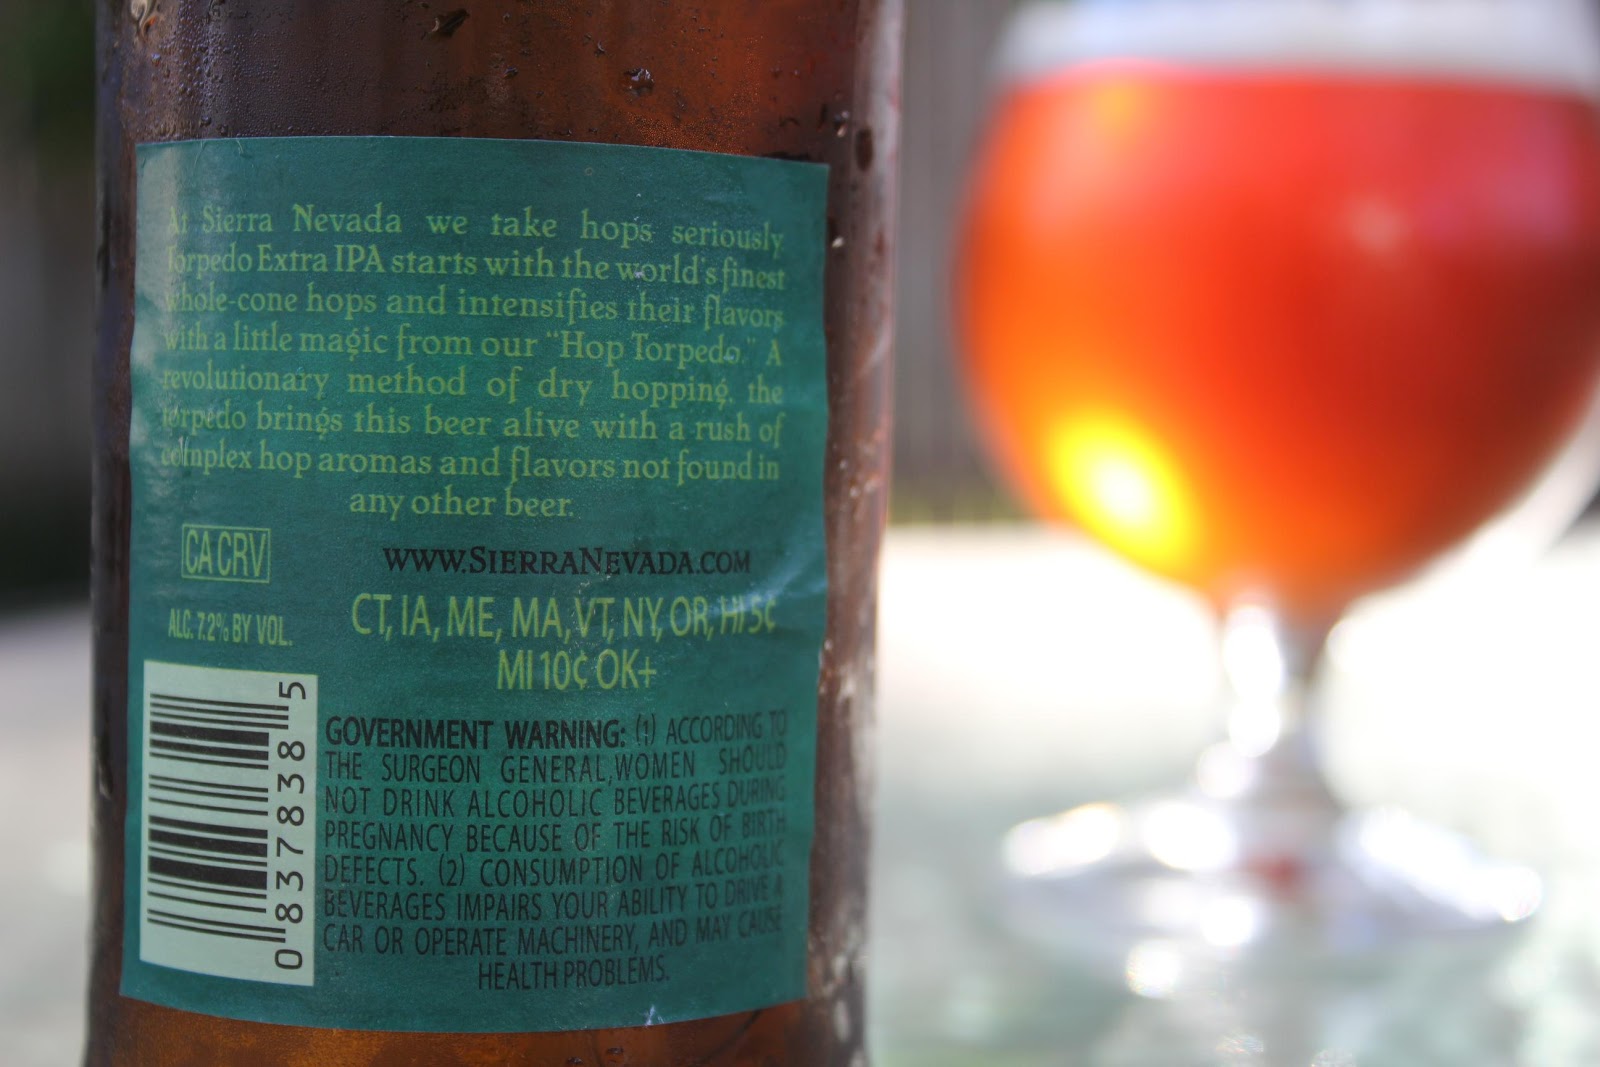 At Sierra Nevada we take hops seriously.
Torpedo Extra IPA starts with the world's finest
whole-cone hops and intensifies their flavors
with a little magic from our "Hop Torpedo." A
revolutionary method of dry hopping, the
torpedo brings this beer alive with a rush of
complex hop aromas and flavors not found in
any other beer.
CA CRV
WWW.SIERRANEVADA.COM
ALC. 7.2% BY VOL.
CT, IA, ME, MA, VT, NY, OR, HI 5¢
MI 10¢ OK+
GOVERNMENT WARNING: (1) ACCORDING TO
THE SURGEON GENERAL, WOMEN SHOULD
NOT DRINK ALCOHOLIC BEVERAGES DURING
PREGNANCY BECAUSE OF THE RISK OF BIRTH
DEFECTS. (2) CONSUMPTION OF ALCOHOLIC
BEVERAGES IMPAIRS YOUR ABILITY TO DRIVE A
CAR OR OPERATE MACHINERY, AND MAY CAUSE
HEALTH PROBLEMS.
0 83783 8 5